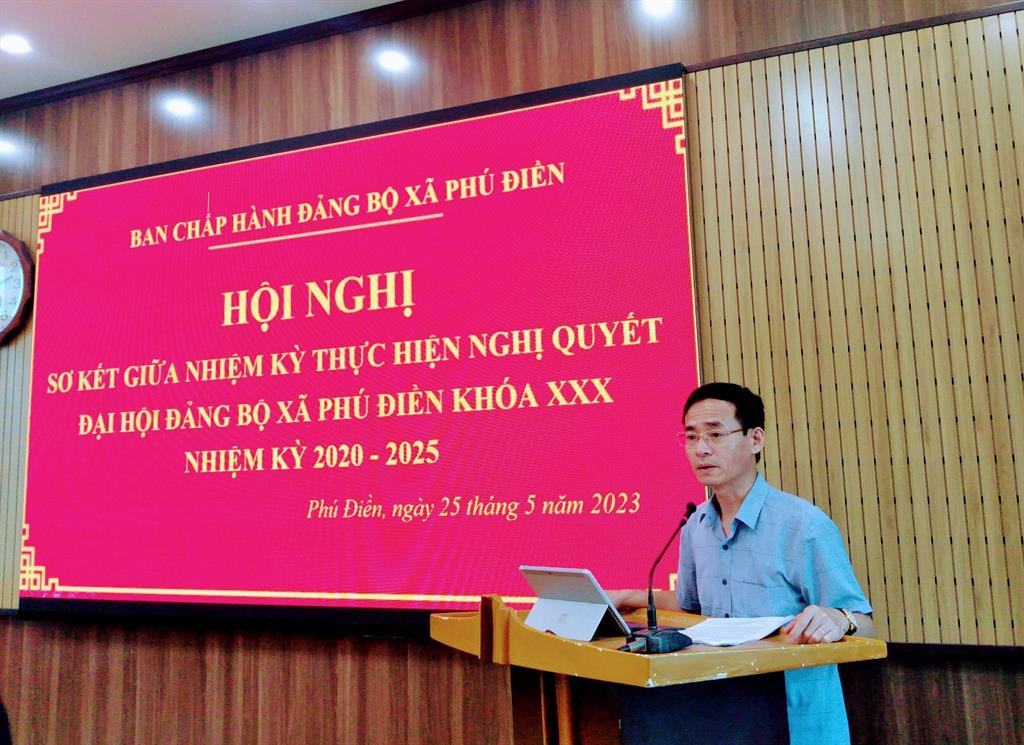 BAN CHẤP HÀNH ĐẢNG BỘ XÃ PHÚ ĐIỀN
HỘI NGHỊ
SƠ KẾT GIỮA NHIỆM KỲ THỰC HIỆN NGHỊ QUYẾT
ĐẠI HỘI ĐẢNG BỘ XÃ PHÚ ĐIỀN KHÓA XXX
NHIỆM KỲ 2020 - 2025
Phú Điền, ngày 25 tháng 5 năm 2023